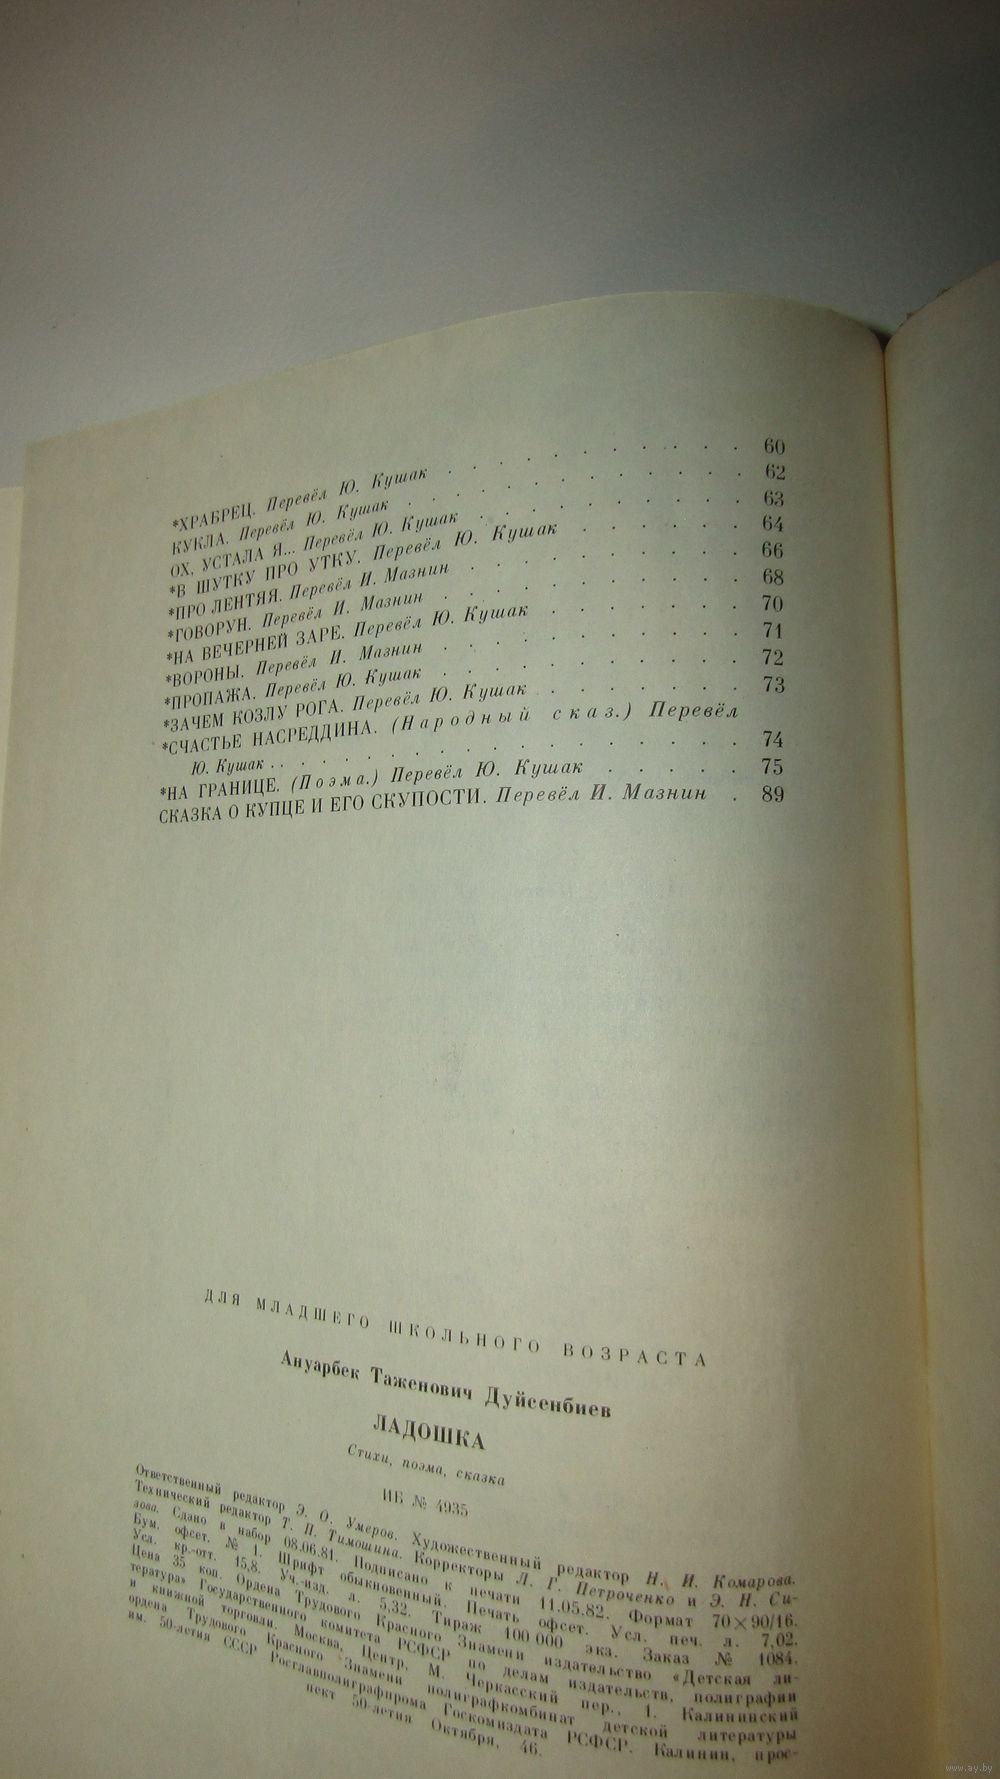 *ХРАБРЕЦ. Перевёл Ю. Кушак . . . . . . . . 60
КУКЛА. Перевёл Ю. Кушак . . . . . . . . . 62
ОХ, УСТАЛА Я... Перевёл Ю. Кушак . . . . . . . 63
*В ШУТКУ ПРО УТКУ. Перевёл Ю. Кушак . . . . . 64
*ПРО ЛЕНТЯЯ. Перевёл И. Мазнин . . . . . . . . 66
*ГОВОРУН. Перевёл И. Мазнин . . . . . . . . 68
*НА ВЕЧЕРНЕЙ ЗАРЕ. Перевёл Ю. Кушак . . . . . . 70
*ВОРОНЫ. Перевёл И. Мазнин . . . . . . . . 71
*ПРОПАЖА. Перевёл Ю. Кушак . . . . . . . . 72
*ЗАЧЕМ КОЗЛУ РОГА. Перевёл Ю. Кушак . . . . . . 73
*СЧАСТЬЕ НАСРЕДДИНА. (Народный сказ.) Перевёл
Ю. Кушак . . . . . . . . . . . . . . 74
*НА ГРАНИЦЕ. (Поэма.) Перевёл Ю. Кушак . . . . . 75
СКАЗКА О КУПЦЕ И ЕГО СКУПОСТИ. Перевёл И. Мазнин . 89
ДЛЯ МЛАДШЕГО ШКОЛЬНОГО ВОЗРАСТА
Ануарбек Таженович Дуйсенбиев
ЛАДОШКА
Стихи, поэма, сказка
ИБ № 4935
Ответственный редактор Э. О. Умеров. Художественный редактор Н. И. Комарова.
Технический редактор Т. П. Тимошина. Корректоры Л. Г. Петроченко и Э. Н. Си-
зова. Сдано в набор 08.06.81. Подписано к печати 11.05.82. Формат 70×90/16.
Бум. офсет. № 1. Шрифт обыкновенный. Печать офсет. Усл. печ. л. 7,02.
Усл. кр.-отт. 15,8. Уч.-изд. л. 5,32. Тираж 100 000 экз. Заказ № 1084.
Цена 35 коп. Ордена Трудового Красного Знамени издательство «Детская ли-
тература» Государственного комитета РСФСР по делам издательств, полиграфии
и книжной торговли. Москва, Центр, М. Черкасский пер., 1. Калининский
ордена Трудового Красного Знамени полиграфкомбинат детской литературы
им. 50-летия СССР Росглавполиграфпрома Госкомиздата РСФСР. Калинин, прос-
пект 50-летия Октября, 46.
www.ay.by